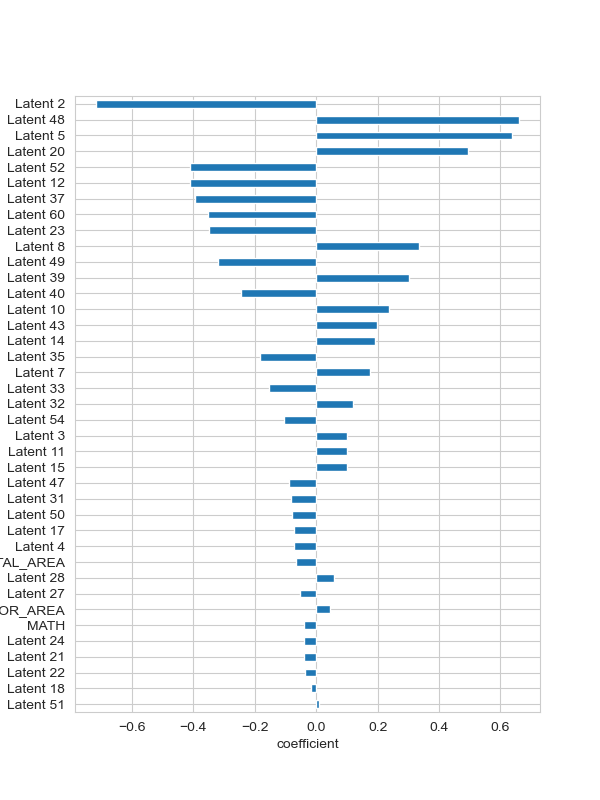 Latent 2
Latent 48
Latent 5
Latent 20
Latent 52
Latent 12
Latent 37
Latent 60
Latent 23
Latent 8
Latent 49
Latent 39
Latent 40
Latent 10
Latent 43
Latent 14
Latent 35
Latent 7
Latent 33
Latent 32
Latent 54
Latent 3
Latent 11
Latent 15
Latent 47
Latent 31
Latent 50
Latent 17
Latent 4
TAL_AREA
Latent 28
Latent 27
OR_AREA
MATH
Latent 24
Latent 21
Latent 22
Latent 18
Latent 51
−0.6 −0.4 −0.2 0.0 0.2 0.4 0.6
coefficient